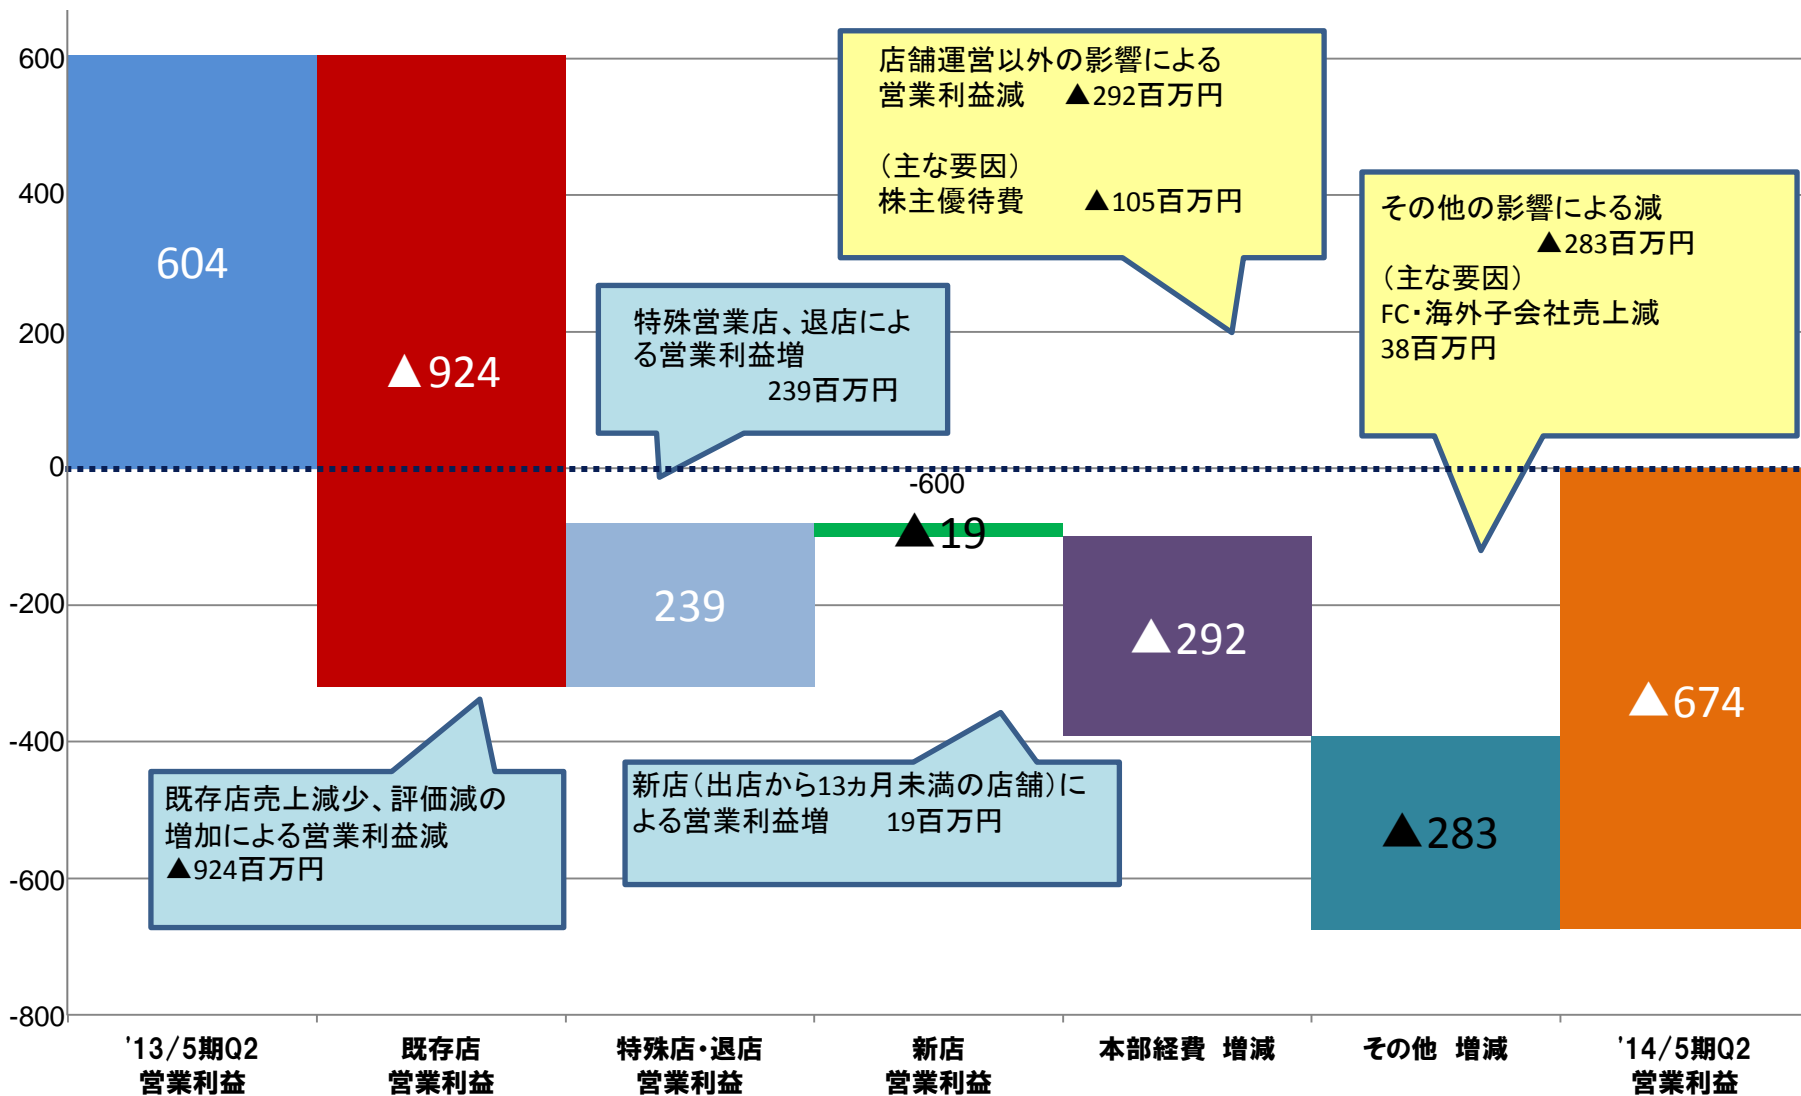 600
400
200
0
-200
-400
-600
-800
604
▲924
239
-600
▲19
▲292
▲283
▲674
店舗運営以外の影響による
営業利益減 ▲292百万円
（主な要因）
株主優待費 ▲105百万円
その他の影響による減
▲283百万円
（主な要因）
FC・海外子会社売上減
38百万円
特殊営業店、退店によ
る営業利益増
239百万円
既存店売上減少、評価減の
増加による営業利益減
▲924百万円
新店（出店から13ヵ月未満の店舗）に
よる営業利益増 19百万円
'13/5期Q2
営業利益
既存店
営業利益
特殊店・退店
営業利益
新店
営業利益
本部経費 増減
その他 増減
'14/5期Q2
営業利益